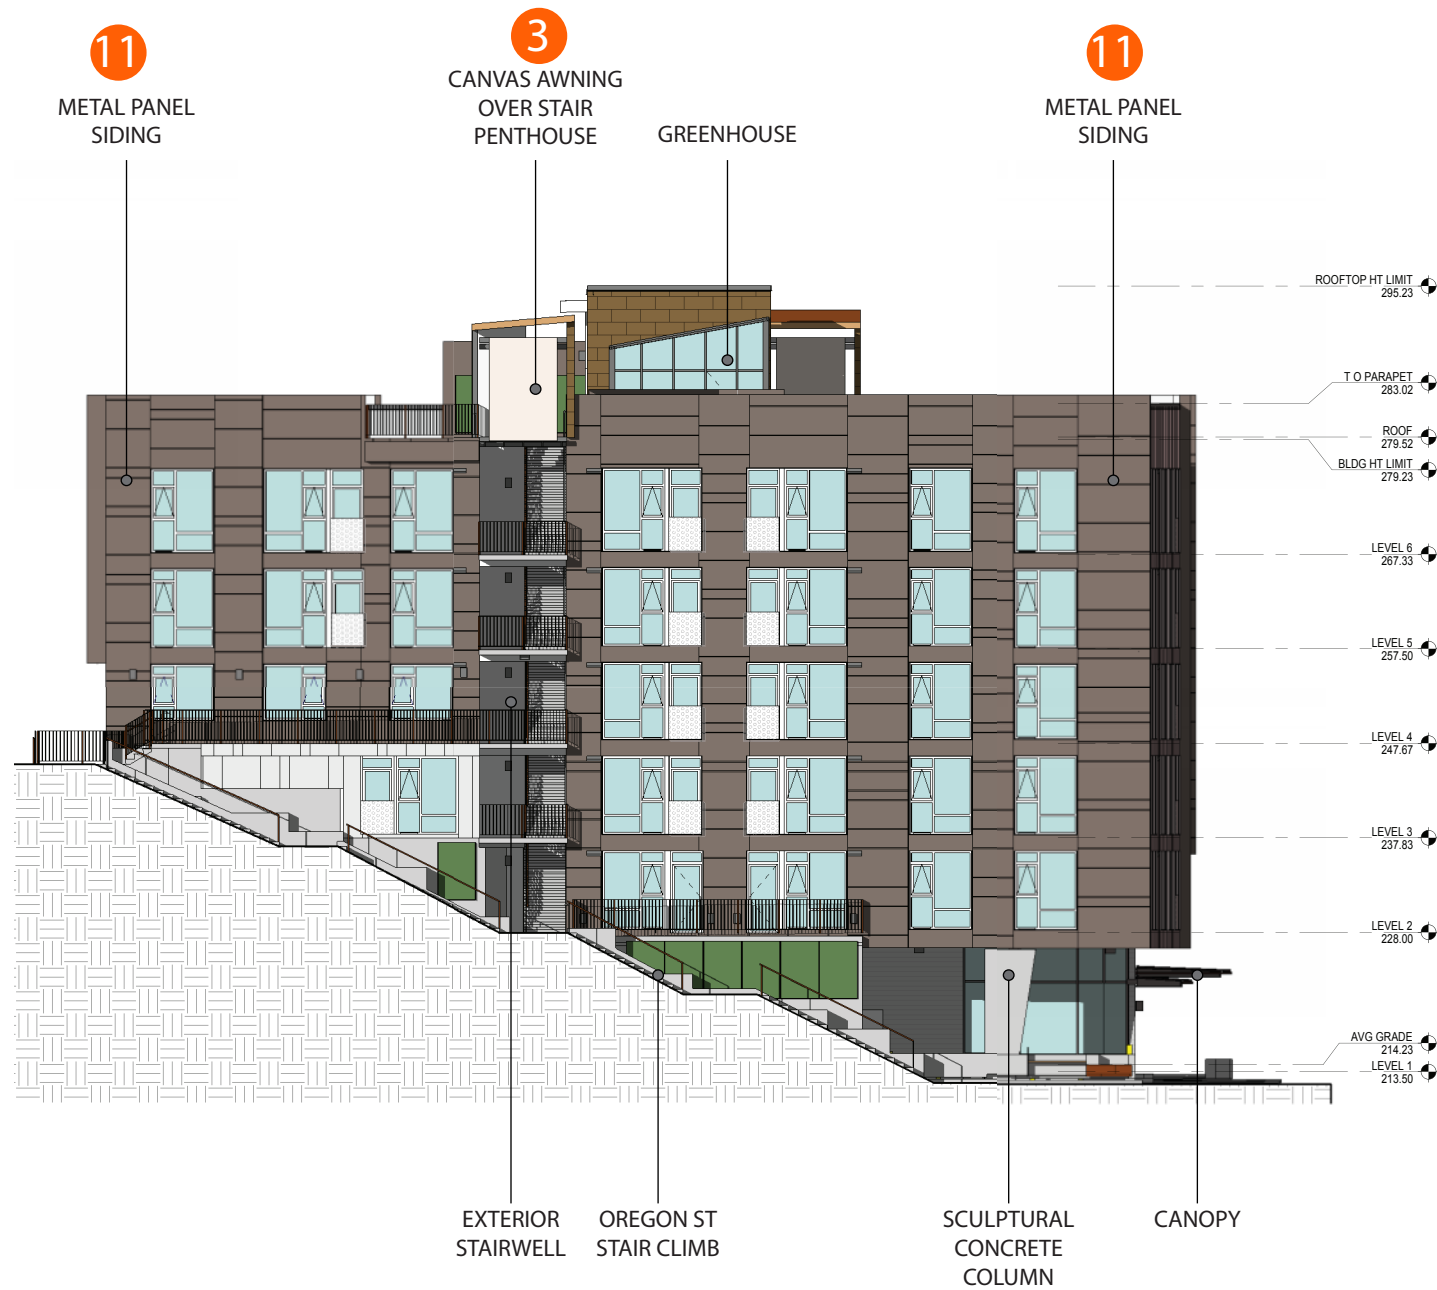 11
METAL PANEL
SIDING
3
CANVAS AWNING
OVER STAIR
PENTHOUSE
GREENHOUSE
11
METAL PANEL
SIDING
ROOFTOP HT LIMIT
295.23
T O PARAPET
283.02
ROOF
279.52
BLDG HT LIMIT
279.23
LEVEL 6
267.33
LEVEL 5
257.50
LEVEL 4
247.67
LEVEL 3
237.83
LEVEL 2
228.00
AVG GRADE
214.23
LEVEL 1
213.50
EXTERIOR
STAIRWELL
OREGON ST
STAIR CLIMB
SCULPTURAL
CONCRETE
COLUMN
CANOPY